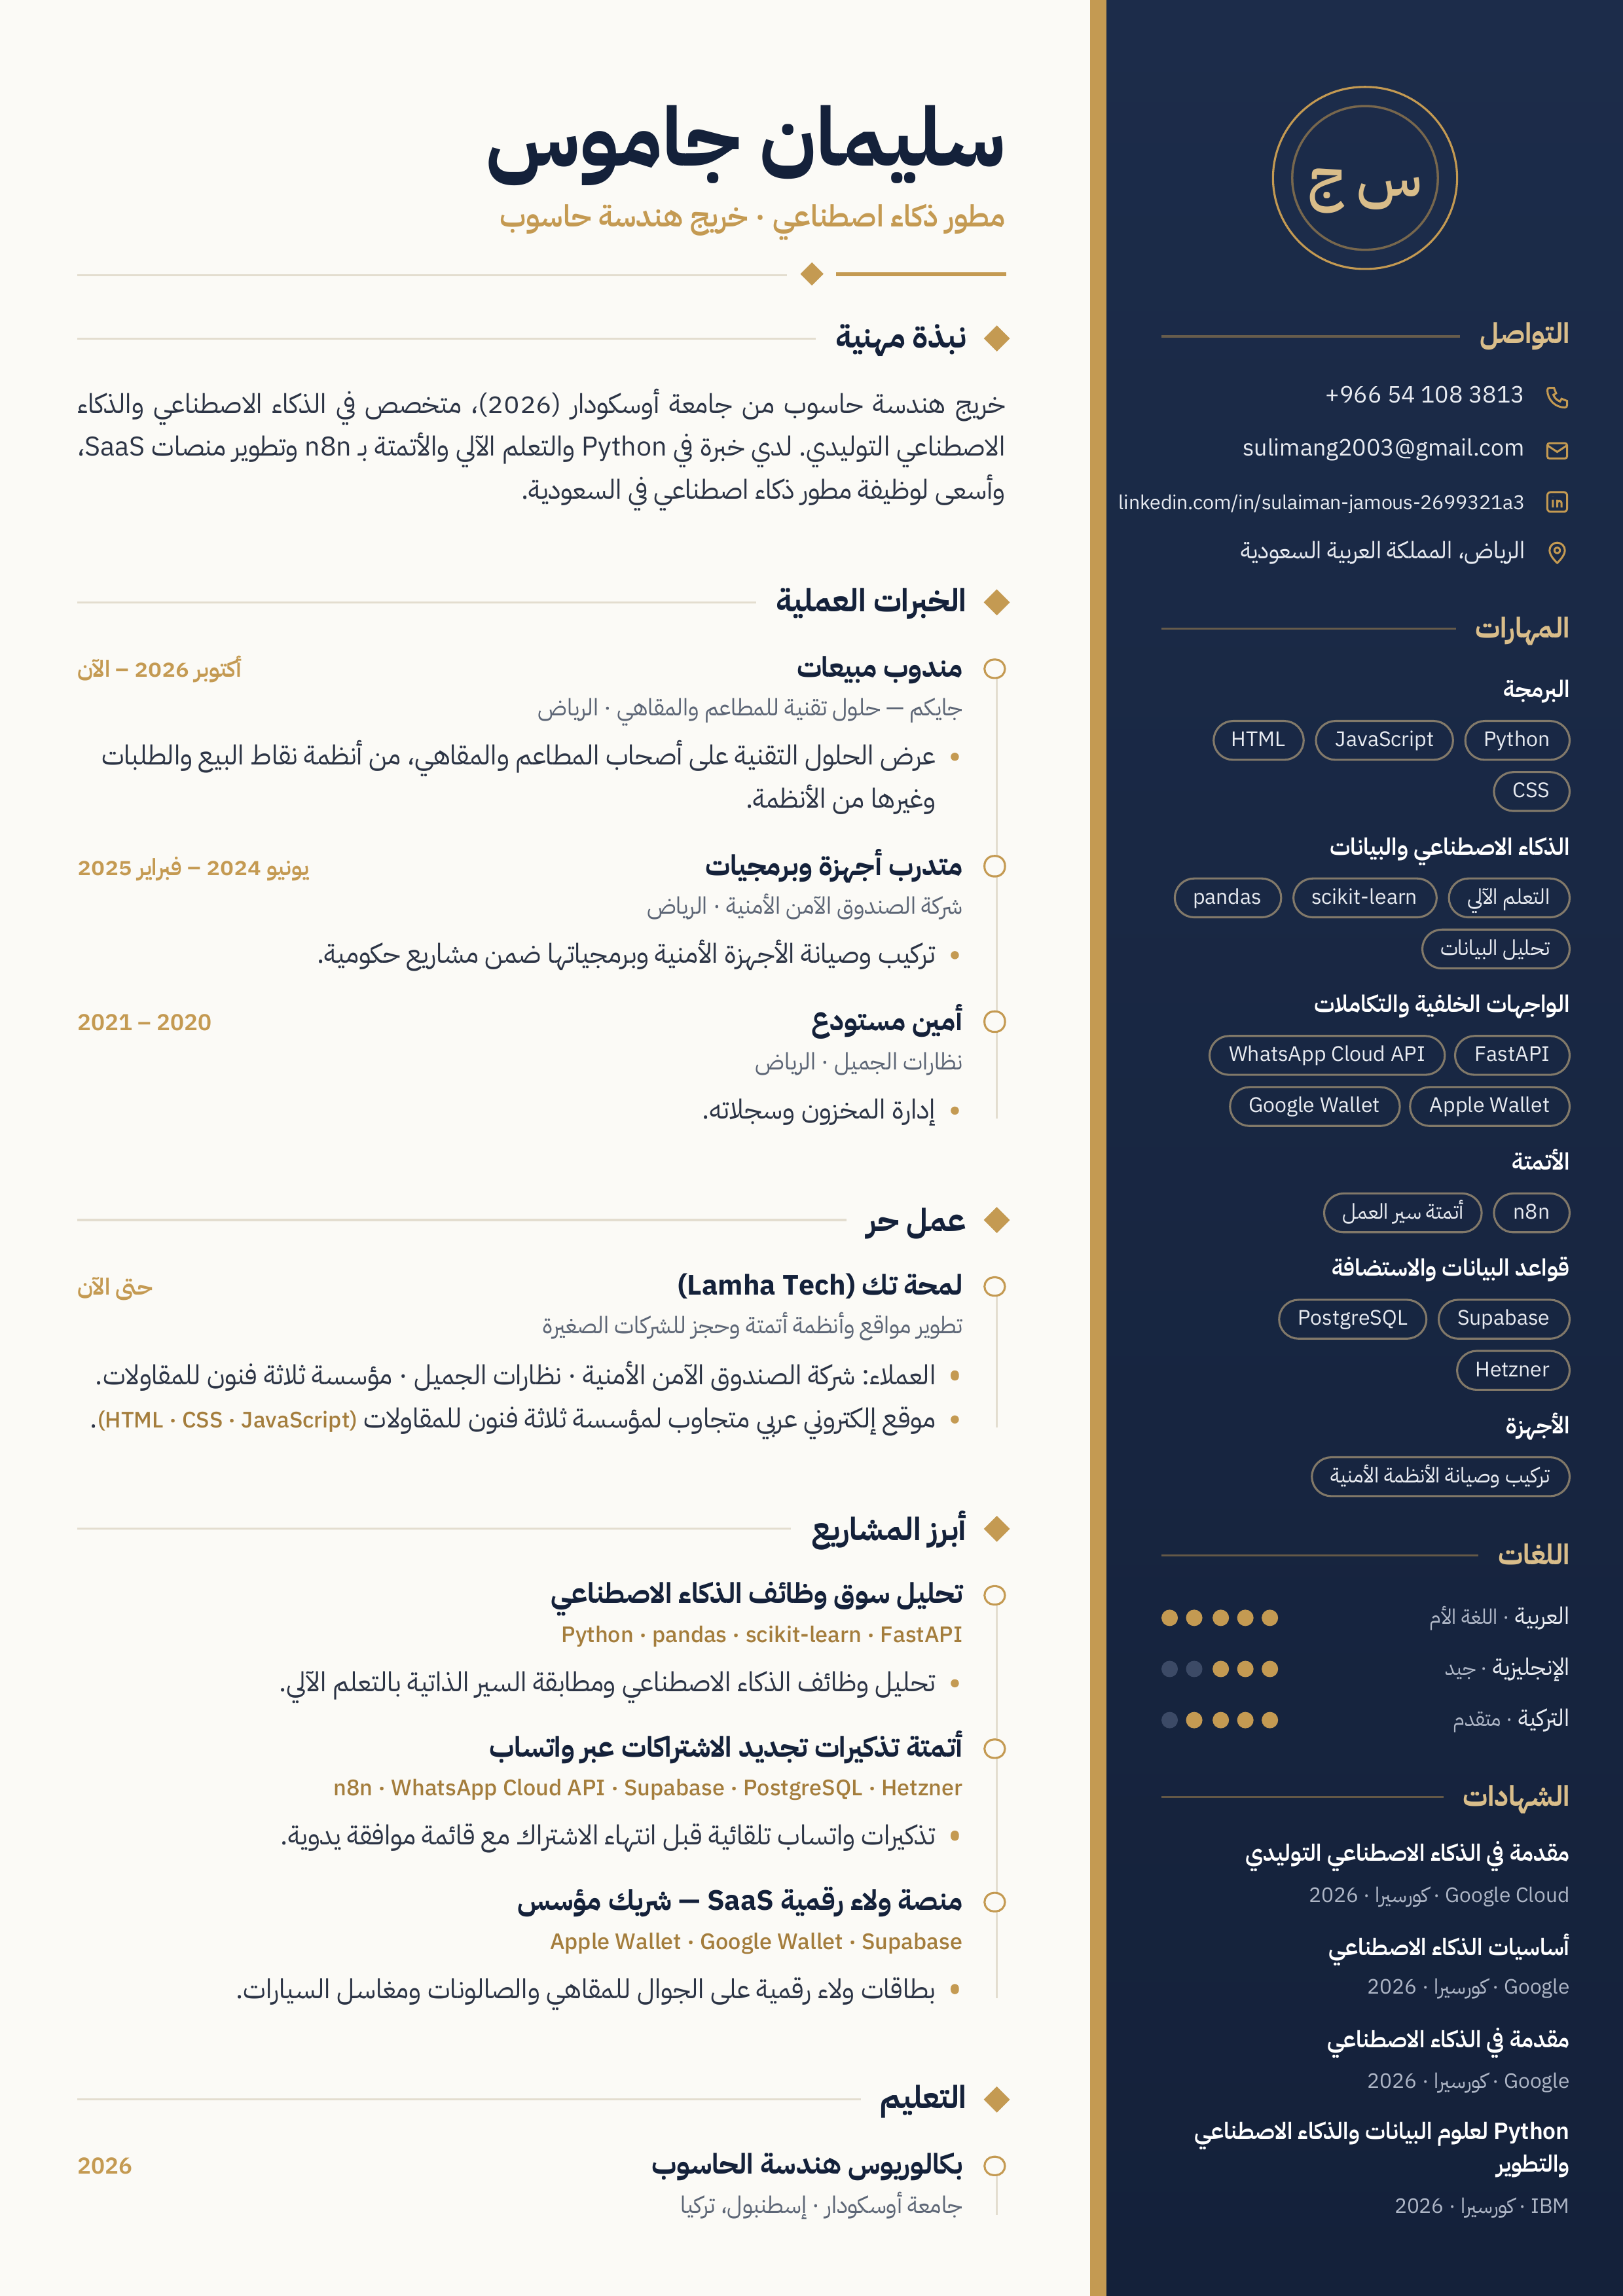 سليمان جاموس
مطور ذكاء اصطناعي · خريج هندسة حاسوب
نبذة مهنية
خريج هندسة حاسوب من جامعة أوسكودار (2026)، متخصص في الذكاء الاصطناعي والذكاء
الاصطناعي التوليدي. لدي خبرة في Python والتعلم الآلي والأتمتة بـ n8n وتطوير منصات SaaS،
وأسعى لوظيفة مطور ذكاء اصطناعي في السعودية.
الخبرات العملية
مندوب مبيعات
أكتوبر 2026 – الآن
جايكم — حلول تقنية للمطاعم والمقاهي · الرياض
• عرض الحلول التقنية على أصحاب المطاعم والمقاهي، من أنظمة نقاط البيع والطلبات
وغيرها من الأنظمة.
متدرب أجهزة وبرمجيات
يونيو 2024 – فبراير 2025
شركة الصندوق الآمن الأمنية · الرياض
• تركيب وصيانة الأجهزة الأمنية وبرمجياتها ضمن مشاريع حكومية.
أمين مستودع
2020 – 2021
نظارات الجميل · الرياض
• إدارة المخزون وسجلاته.
عمل حر
لمحة تك (Lamha Tech)
حتى الآن
تطوير مواقع وأنظمة أتمتة وحجز للشركات الصغيرة
• العملاء: شركة الصندوق الآمن الأمنية · نظارات الجميل · مؤسسة ثلاثة فنون للمقاولات.
• موقع إلكتروني عربي متجاوب لمؤسسة ثلاثة فنون للمقاولات (HTML · CSS · JavaScript).
أبرز المشاريع
تحليل سوق وظائف الذكاء الاصطناعي
Python · pandas · scikit-learn · FastAPI
• تحليل وظائف الذكاء الاصطناعي ومطابقة السير الذاتية بالتعلم الآلي.
أتمتة تذكيرات تجديد الاشتراكات عبر واتساب
n8n · WhatsApp Cloud API · Supabase · PostgreSQL · Hetzner
• تذكيرات واتساب تلقائية قبل انتهاء الاشتراك مع قائمة موافقة يدوية.
منصة ولاء رقمية SaaS — شريك مؤسس
Apple Wallet · Google Wallet · Supabase
• بطاقات ولاء رقمية على الجوال للمقاهي والصالونات ومغاسل السيارات.
التعليم
بكالوريوس هندسة الحاسوب
2026
جامعة أوسكودار · إسطنبول، تركيا
س ج
التواصل
+966 54 108 3813
sulimang2003@gmail.com
linkedin.com/in/sulaiman-jamous-2699321a3
الرياض، المملكة العربية السعودية
المهارات
البرمجة
Python
JavaScript
HTML
CSS
الذكاء الاصطناعي والبيانات
التعلم الآلي
scikit-learn
pandas
تحليل البيانات
الواجهات الخلفية والتكاملات
FastAPI
WhatsApp Cloud API
Apple Wallet
Google Wallet
الأتمتة
n8n
أتمتة سير العمل
قواعد البيانات والاستضافة
Supabase
PostgreSQL
Hetzner
الأجهزة
تركيب وصيانة الأنظمة الأمنية
اللغات
العربية · اللغة الأم
الإنجليزية · جيد
التركية · متقدم
الشهادات
مقدمة في الذكاء الاصطناعي التوليدي
Google Cloud · كورسيرا · 2026
أساسيات الذكاء الاصطناعي
Google · كورسيرا · 2026
مقدمة في الذكاء الاصطناعي
Google · كورسيرا · 2026
Python لعلوم البيانات والذكاء الاصطناعي
والتطوير
IBM · كورسيرا · 2026